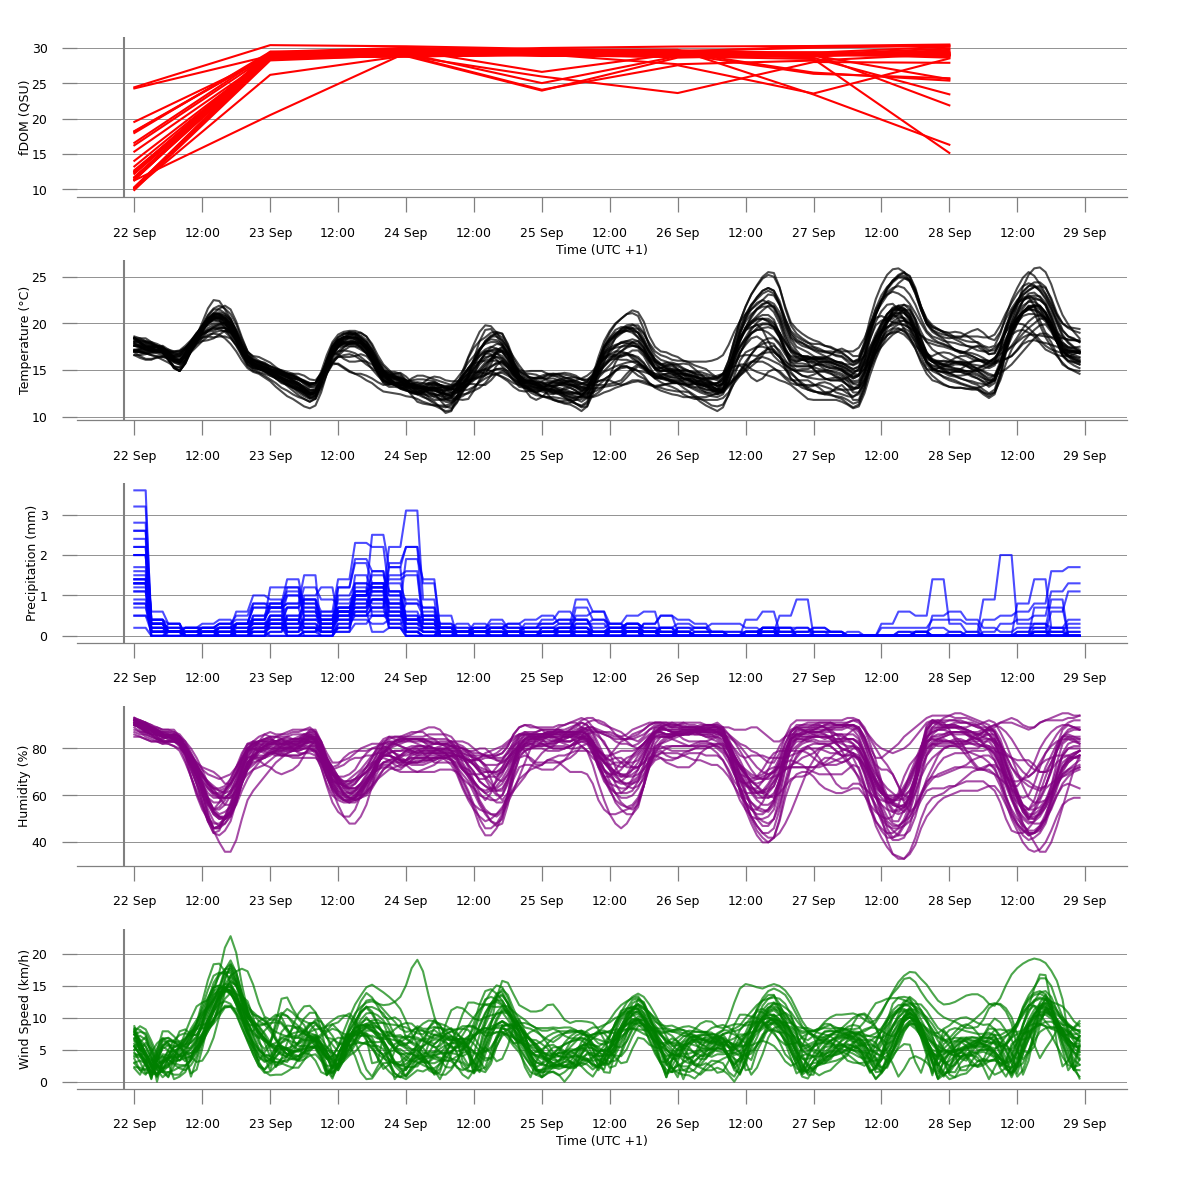 fDOM (QSU)
30
25
20
15
10
22 Sep 12:00 23 Sep 12:00 24 Sep 12:00 25 Sep 12:00 26 Sep 12:00 27 Sep 12:00 28 Sep 12:00 29 Sep
Time (UTC +1)
Temperature (°C)
25
20
15
10
22 Sep 12:00 23 Sep 12:00 24 Sep 12:00 25 Sep 12:00 26 Sep 12:00 27 Sep 12:00 28 Sep 12:00 29 Sep
Precipitation (mm)
3
2
1
0
22 Sep 12:00 23 Sep 12:00 24 Sep 12:00 25 Sep 12:00 26 Sep 12:00 27 Sep 12:00 28 Sep 12:00 29 Sep
Humidity (%)
80
60
40
22 Sep 12:00 23 Sep 12:00 24 Sep 12:00 25 Sep 12:00 26 Sep 12:00 27 Sep 12:00 28 Sep 12:00 29 Sep
Wind Speed (km/h)
20
15
10
5
0
22 Sep 12:00 23 Sep 12:00 24 Sep 12:00 25 Sep 12:00 26 Sep 12:00 27 Sep 12:00 28 Sep 12:00 29 Sep
Time (UTC +1)